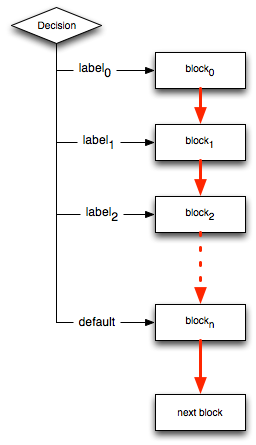 Decision
label₀ block₀
label₁ block₁
label₂ block₂
default blockₙ
next block